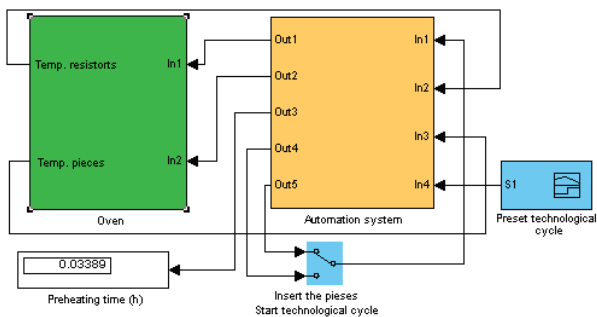 Temp. resistorts
In1
Temp. pieces
In2
Oven
Out1
Out2
Out3
Out4
Out5
In1
In2
In3
In4
Automation system
S1
Preset technological
cycle
0.03389
Preheating time (h)
Insert the pieses
Start technological cycle